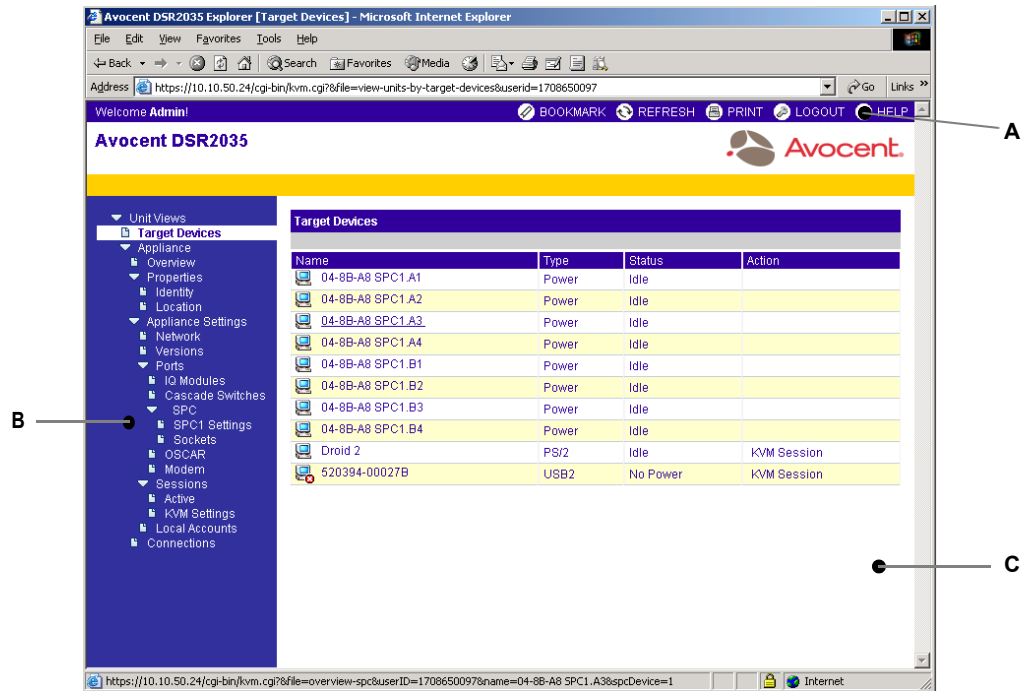 Avocent DSR2035 Explorer [Target Devices] - Microsoft Internet Explorer
File Edit View Favorites Tools Help
Back Search Favorites Media
Address https://10.10.50.24/cgi-bin/kvm.cgi?&file=view-units-by-target-devices&userid=1708650097 Go Links »
Welcome Admin! BOOKMARK REFRESH PRINT LOGOUT HELP
A
Avocent DSR2035
Avocent.
Unit Views
Target Devices
Appliance
Overview
Properties
Identity
Location
Appliance Settings
Network
Versions
Ports
IQ Modules
Cascade Switches
SPC
SPC1 Settings
Sockets
OSCAR
Modem
Sessions
Active
KVM Settings
Local Accounts
Connections
B
Target Devices
Name Type Status Action
04-8B-A8 SPC1.A1 Power Idle
04-8B-A8 SPC1.A2 Power Idle
04-8B-A8 SPC1.A3 Power Idle
04-8B-A8 SPC1.A4 Power Idle
04-8B-A8 SPC1.B1 Power Idle
04-8B-A8 SPC1.B2 Power Idle
04-8B-A8 SPC1.B3 Power Idle
04-8B-A8 SPC1.B4 Power Idle
Droid 2 PS/2 Idle KVM Session
520394-00027B USB2 No Power KVM Session
C
https://10.10.50.24/cgi-bin/kvm.cgi?&file=overview-spc&userID=1708650097&name=04-8B-A8 SPC1.A3&spcDevice=1 Internet